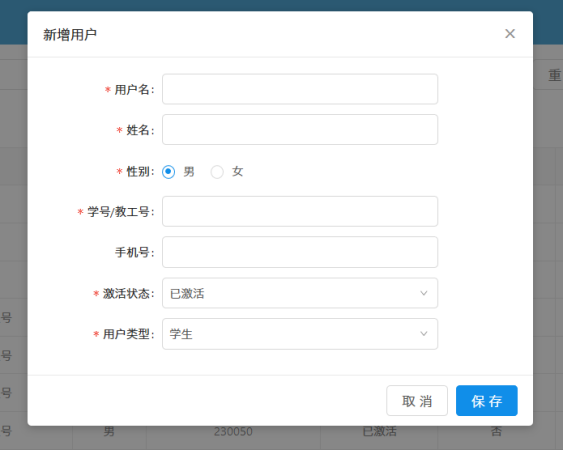 新增用户
重
* 用户名:
* 姓名:
* 性别: 男 女
* 学号/教工号:
手机号:
* 激活状态: 已激活
号
* 用户类型: 学生
号
号
取 消 保 存
号 男 230050 已激活 否